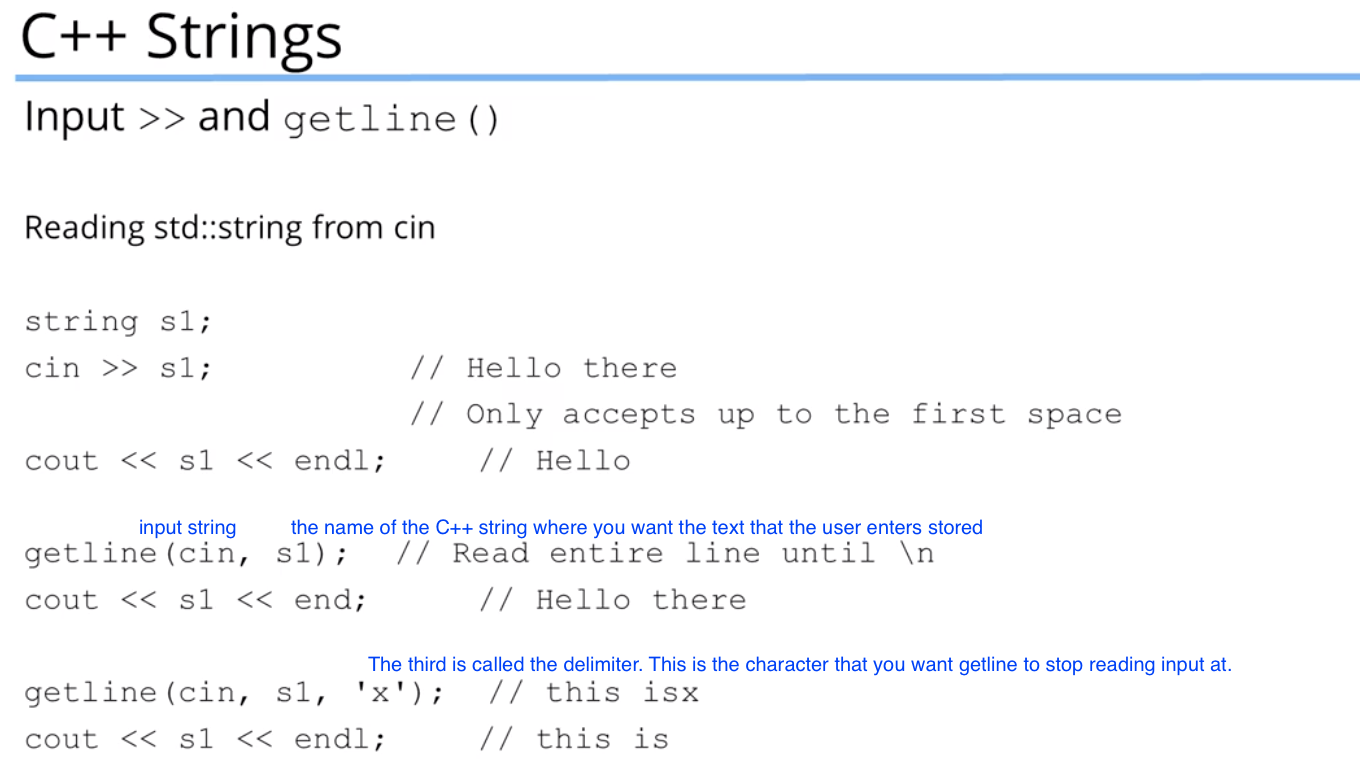 C++ Strings
Input >> and getline()
Reading std::string from cin
string s1;
cin >> s1; // Hello there
// Only accepts up to the first space
cout << s1 << endl; // Hello
input string the name of the C++ string where you want the text that the user enters stored
getline(cin, s1); // Read entire line until \n
cout << s1 << end; // Hello there
The third is called the delimiter. This is the character that you want getline to stop reading input at.
getline(cin, s1, 'x'); // this isx
cout << s1 << endl; // this is